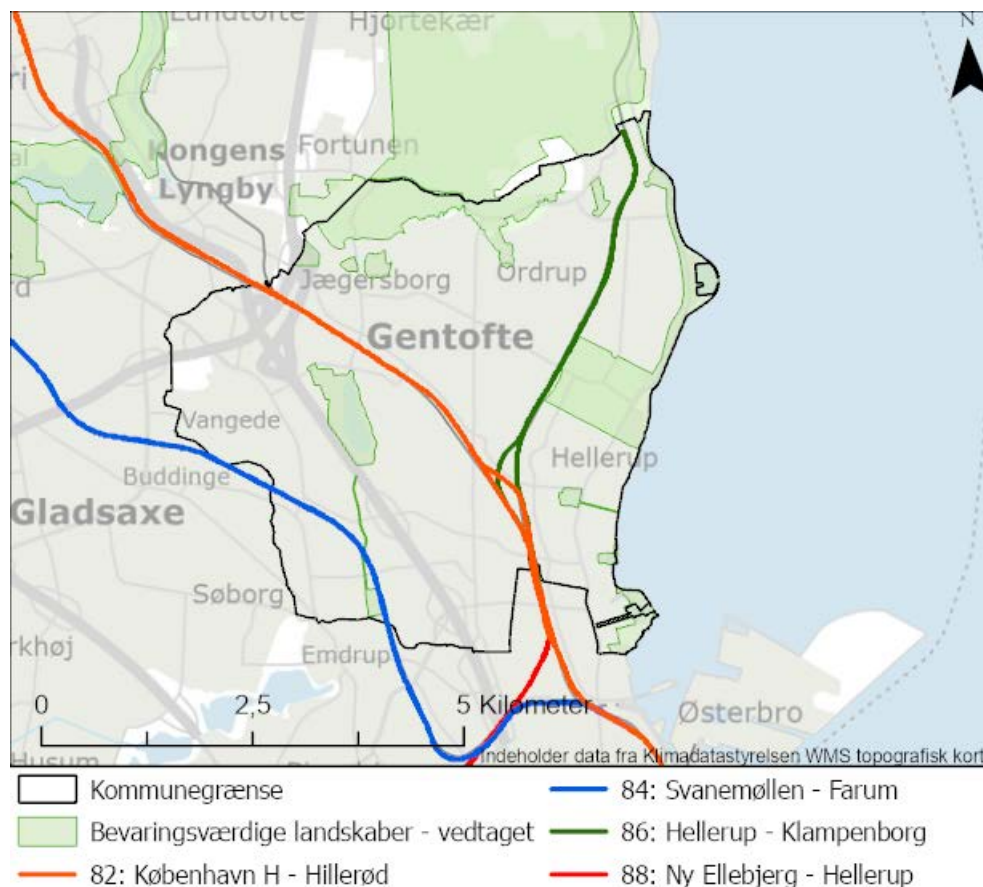 Lundtofte
Hjortekær
N
Fortunen
Kongens
Lyngby
Jægersborg
Ordrup
Gentofte
Vangede
Hellerup
Buddinge
Gladsaxe
Søborg
Emdrup
0 2,5 5 Kilometer
Østerbro
Husum
Indeholder data fra Klimadatastyrelsen WMS topografisk kort
Kommunegrænse
84: Svanemøllen - Farum
Bevaringsværdige landskaber - vedtaget
86: Hellerup - Klampenborg
82: København H - Hillerød
88: Ny Ellebjerg - Hellerup